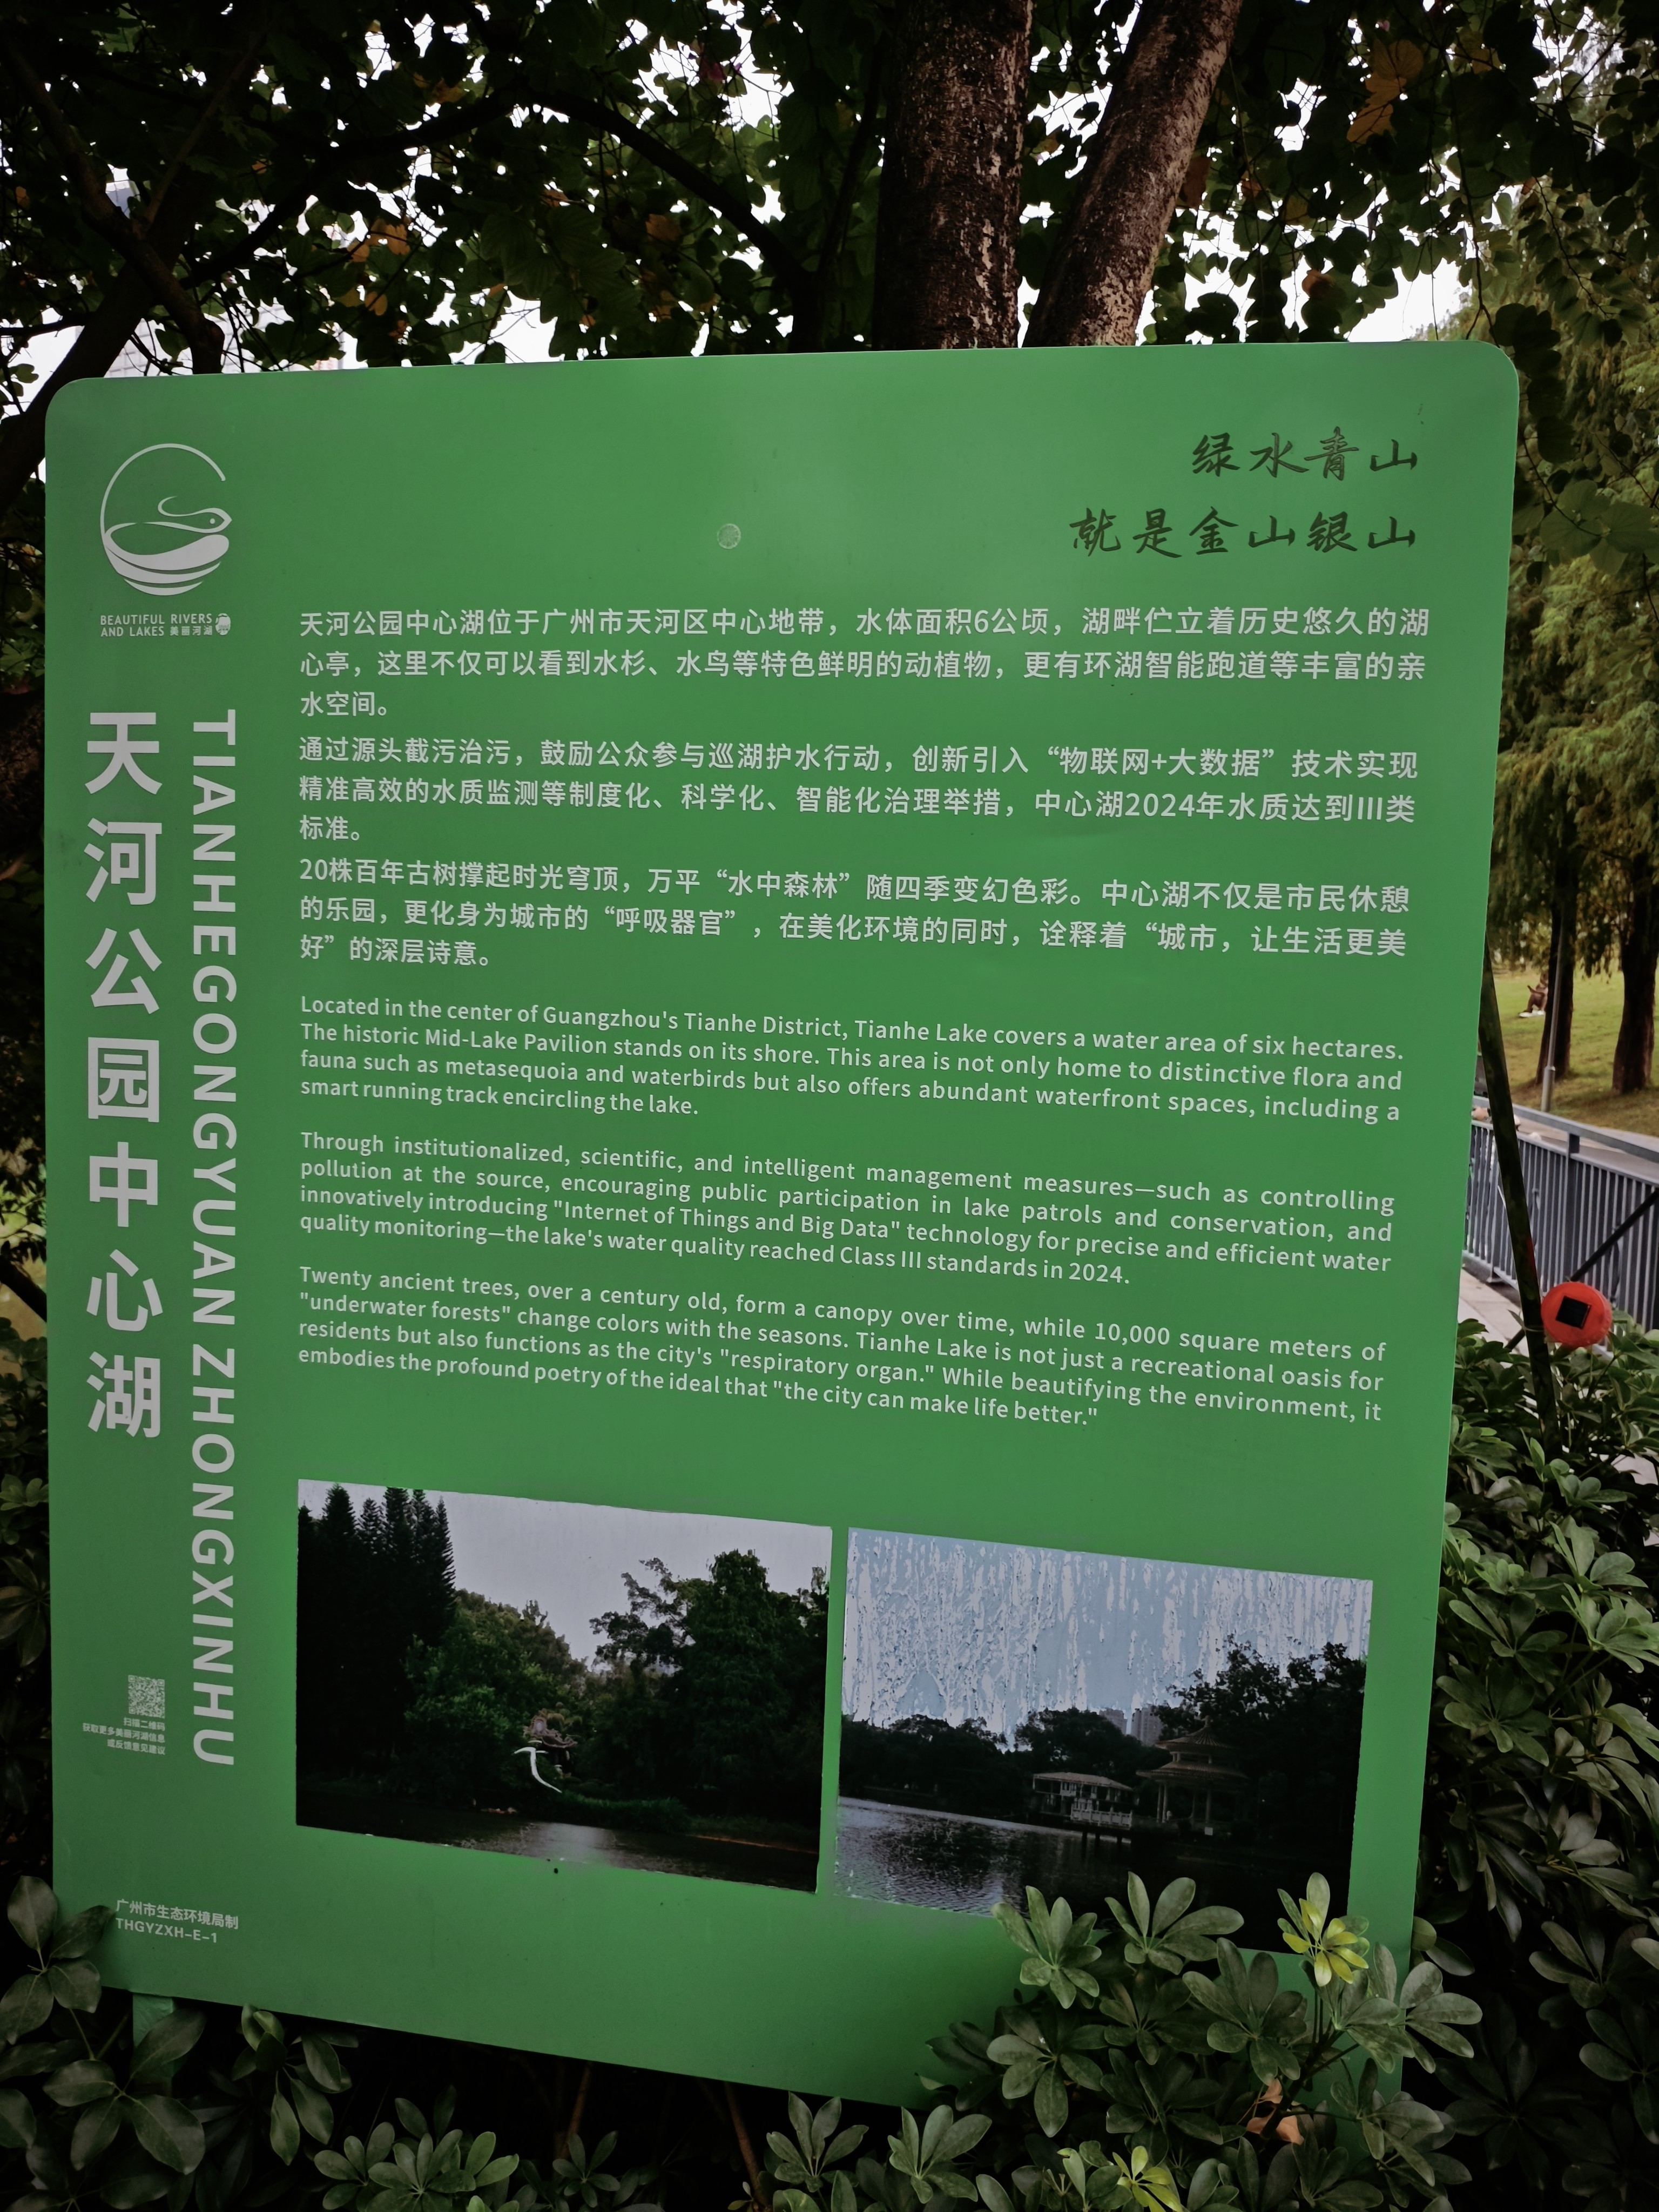 绿水青山
就是金山银山
BEAUTIFUL RIVERS
AND LAKES 美丽河湖
天河公园中心湖
TIANHEGONGYUAN ZHONGXINHU
天河公园中心湖位于广州市天河区中心地带，水体面积6公顷，湖畔伫立着历史悠久的湖
心亭，这里不仅可以看到水杉、水鸟等特色鲜明的动植物，更有环湖智能跑道等丰富的亲
水空间。
通过源头截污治污，鼓励公众参与巡湖护水行动，创新引入“物联网+大数据”技术实现
精准高效的水质监测等制度化、科学化、智能化治理举措，中心湖2024年水质达到III类
标准。
20株百年古树撑起时光穹顶，万平“水中森林”随四季变幻色彩。中心湖不仅是市民休憩
的乐园，更化身为城市的“呼吸器官”，在美化环境的同时，诠释着“城市，让生活更美
好”的深层诗意。
Located in the center of Guangzhou's Tianhe District, Tianhe Lake covers a water area of six hectares.
The historic Mid-Lake Pavilion stands on its shore. This area is not only home to distinctive flora and
fauna such as metasequoia and waterbirds but also offers abundant waterfront spaces, including a
smart running track encircling the lake.
Through institutionalized, scientific, and intelligent management measures—such as controlling
pollution at the source, encouraging public participation in lake patrols and conservation, and
innovatively introducing "Internet of Things and Big Data" technology for precise and efficient water
quality monitoring—the lake's water quality reached Class III standards in 2024.
Twenty ancient trees, over a century old, form a canopy over time, while 10,000 square meters of
"underwater forests" change colors with the seasons. Tianhe Lake is not just a recreational oasis for
residents but also functions as the city's "respiratory organ." While beautifying the environment, it
embodies the profound poetry of the ideal that "the city can make life better."
扫描二维码
获取更多美丽河湖信息
或反馈意见建议
广州市生态环境局制
THGYZXH-E-1